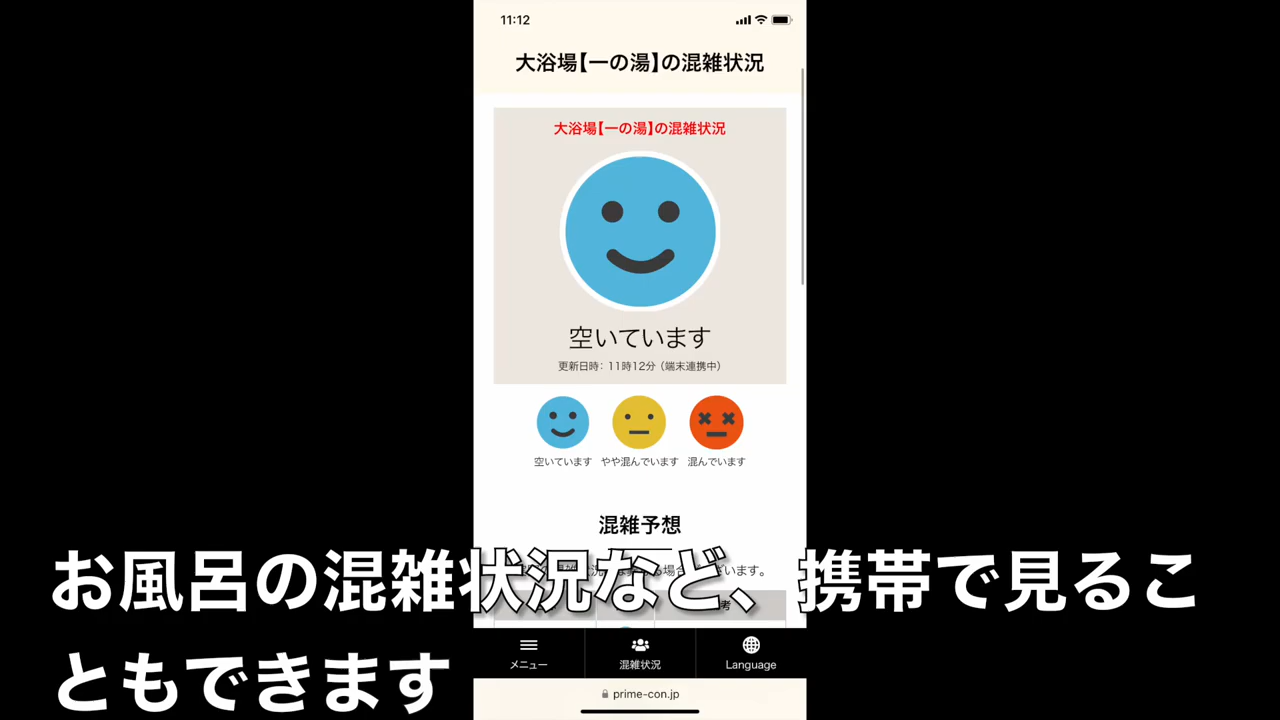 11:12
大浴場【一の湯】の混雑状況
大浴場【一の湯】の混雑状況
空いています
更新日時：11時12分（端末連携中）
空いています
やや混んでいます
混んでいます
混雑予想
ございます。
お風呂の混雑状況など、携帯で見るこ
ともできます
メニュー
混雑状況
Language
prime-con.jp